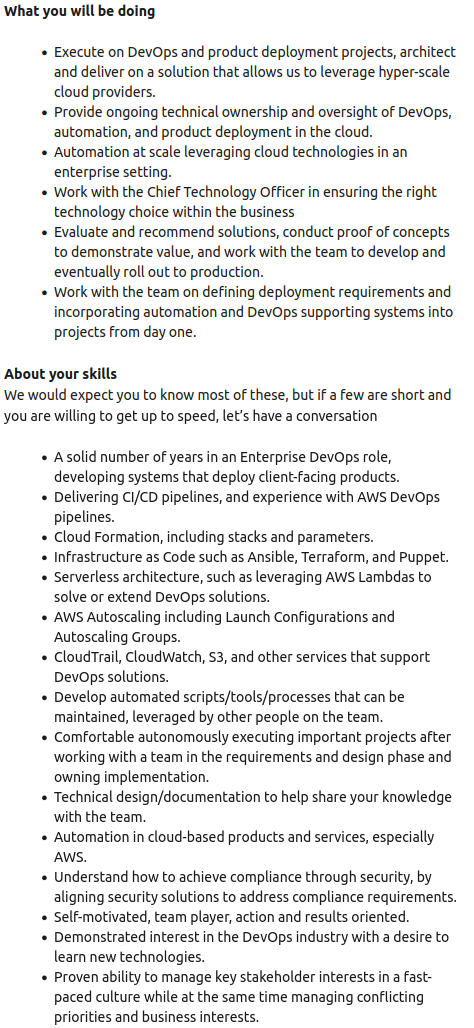 What you will be doing
• Execute on DevOps and product deployment projects, architect
and deliver on a solution that allows us to leverage hyper-scale
cloud providers.
• Provide ongoing technical ownership and oversight of DevOps,
automation, and product deployment in the cloud.
• Automation at scale leveraging cloud technologies in an
enterprise setting.
• Work with the Chief Technology Officer in ensuring the right
technology choice within the business
• Evaluate and recommend solutions, conduct proof of concepts
to demonstrate value, and work with the team to develop and
eventually roll out to production.
• Work with the team on defining deployment requirements and
incorporating automation and DevOps supporting systems into
projects from day one.
About your skills
We would expect you to know most of these, but if a few are short and
you are willing to get up to speed, let’s have a conversation
• A solid number of years in an Enterprise DevOps role,
developing systems that deploy client-facing products.
• Delivering CI/CD pipelines, and experience with AWS DevOps
pipelines.
• Cloud Formation, including stacks and parameters.
• Infrastructure as Code such as Ansible, Terraform, and Puppet.
• Serverless architecture, such as leveraging AWS Lambdas to
solve or extend DevOps solutions.
• AWS Autoscaling including Launch Configurations and
Autoscaling Groups.
• CloudTrail, CloudWatch, S3, and other services that support
DevOps solutions.
• Develop automated scripts/tools/processes that can be
maintained, leveraged by other people on the team.
• Comfortable autonomously executing important projects after
working with a team in the requirements and design phase and
owning implementation.
• Technical design/documentation to help share your knowledge
with the team.
• Automation in cloud-based products and services, especially
AWS.
• Understand how to achieve compliance through security, by
aligning security solutions to address compliance requirements.
• Self-motivated, team player, action and results oriented.
• Demonstrated interest in the DevOps industry with a desire to
learn new technologies.
• Proven ability to manage key stakeholder interests in a fast-
paced culture while at the same time managing conflicting
priorities and business interests.